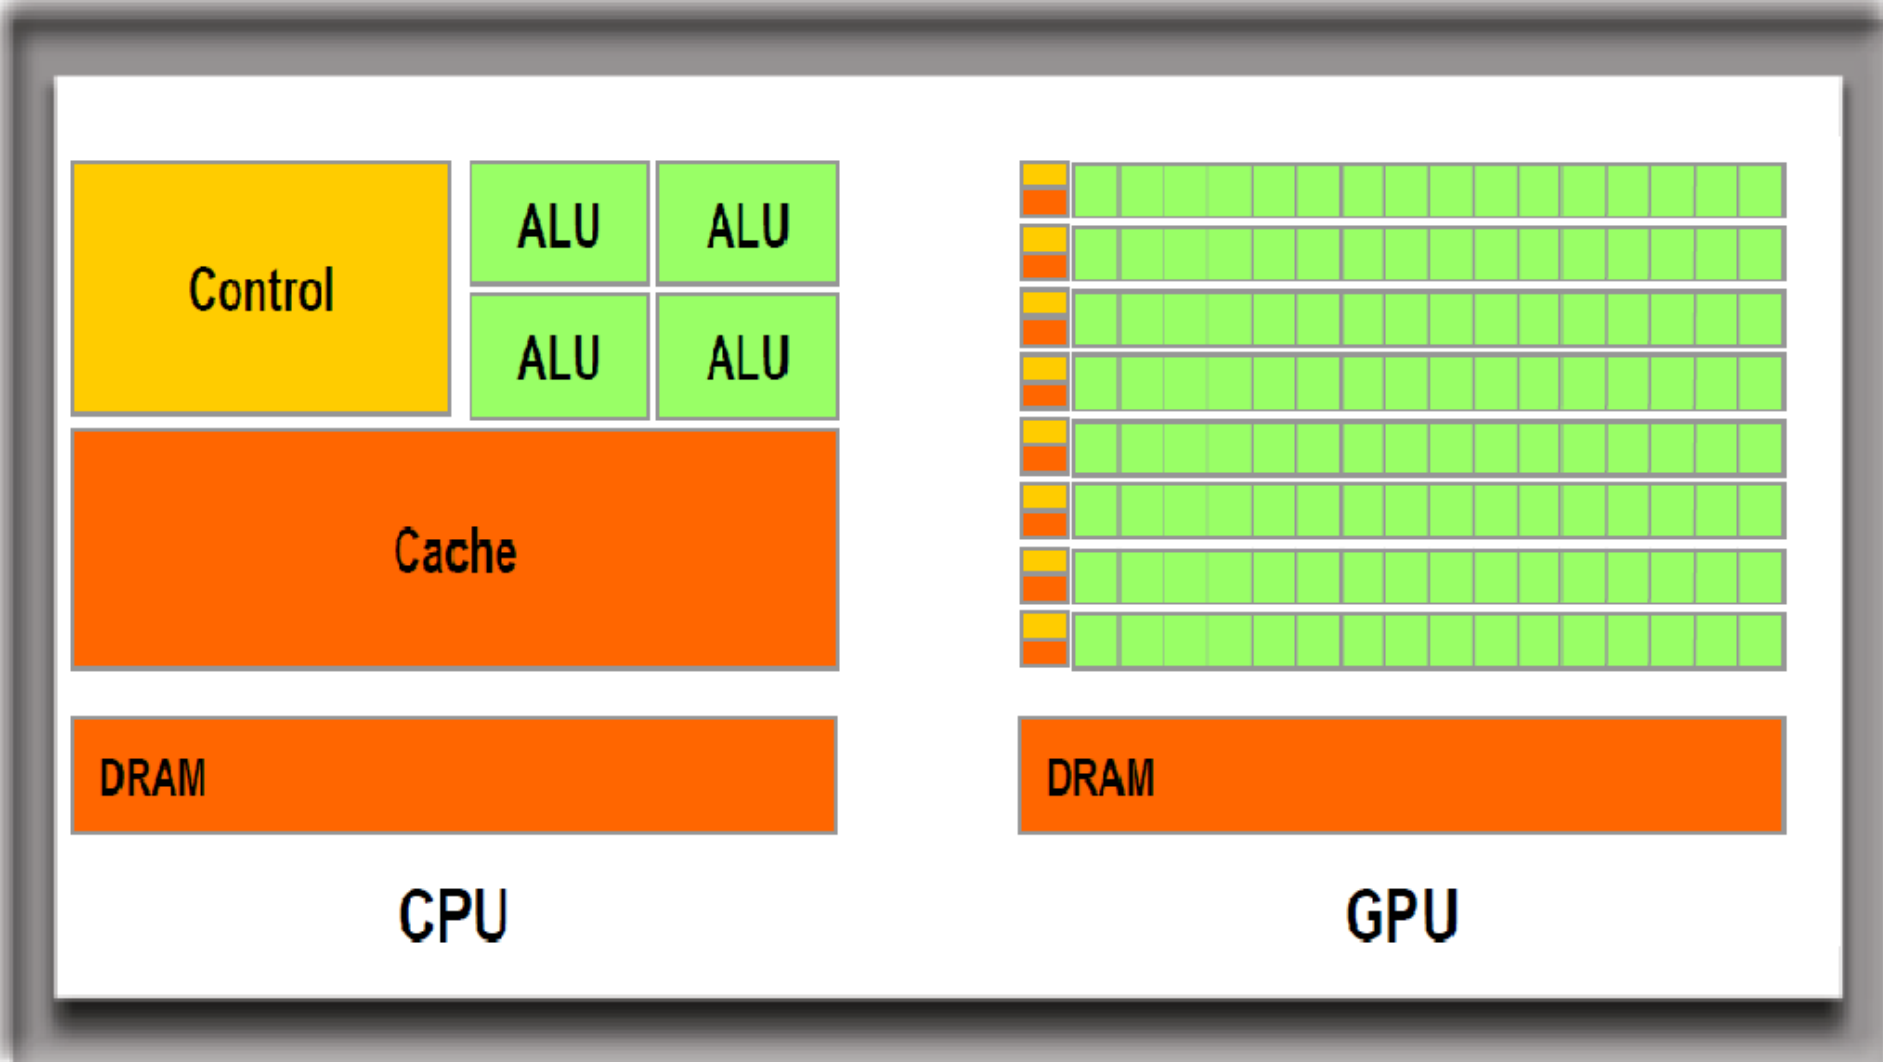 Control
ALU ALU
ALU ALU
Cache
DRAM
CPU
DRAM
GPU